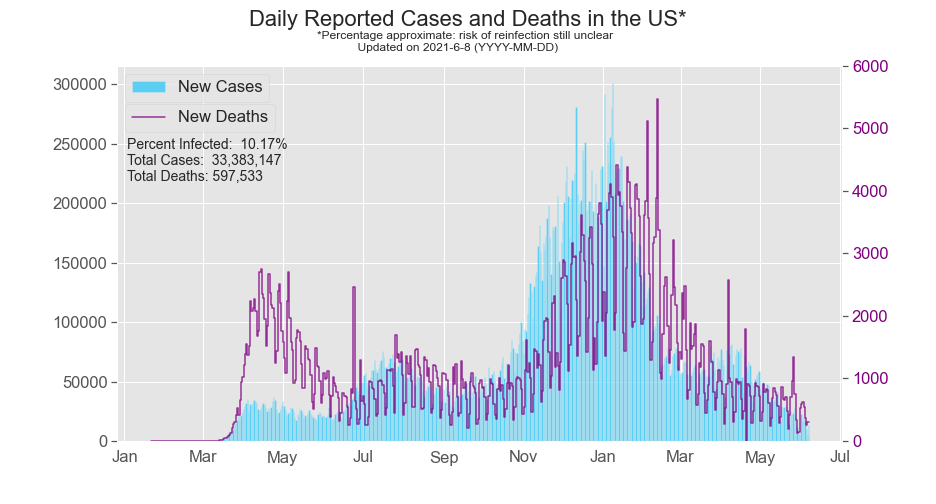 Daily Reported Cases and Deaths in the US*
*Percentage approximate: risk of reinfection still unclear
Updated on 2021-6-8 (YYYY-MM-DD)
New Cases
New Deaths
Percent Infected: 10.17%
Total Cases: 33,383,147
Total Deaths: 597,533
300000
250000
200000
150000
100000
50000
0
6000
5000
4000
3000
2000
1000
0
Jan Mar May Jul Sep Nov Jan Mar May Jul